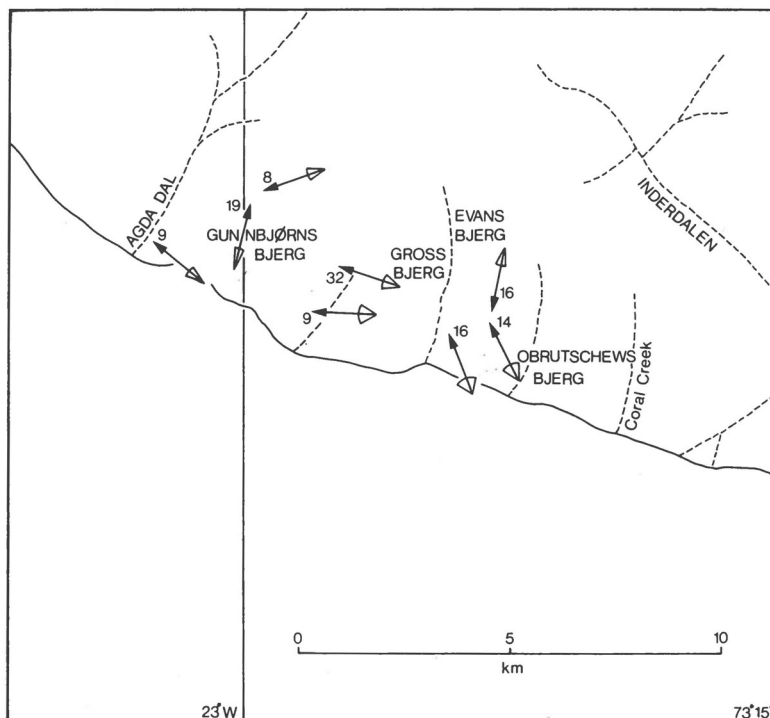 8
19
AGDA DAL
9
GUNNBJØRNS
BJERG
EVANS
BJERG
INDERDALEN
32
GROSS
BJERG
9
16
16
14
OBRUTSCHEWS
BJERG
Coral Creek
0 5 10
km
23°W
73°15'